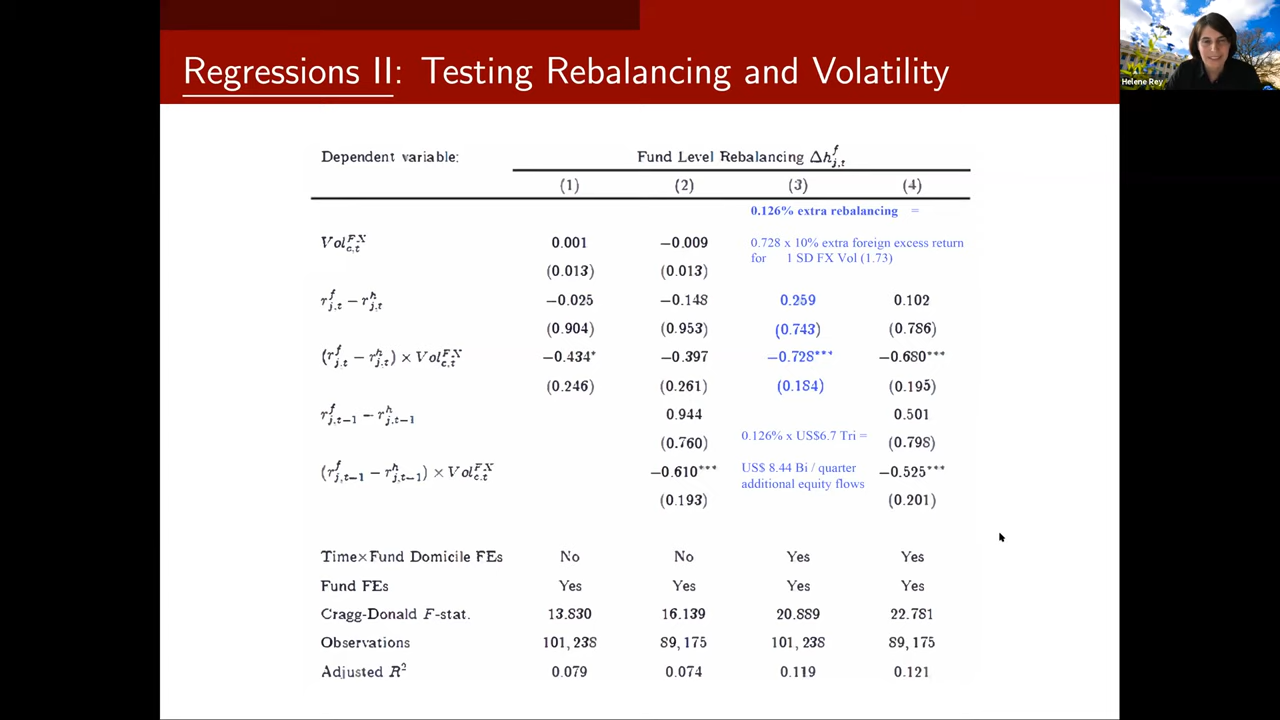 Regressions II: Testing Rebalancing and Volatility
Helene Rey
Dependent variable: Fund Level Rebalancing Δh^f_{j,t}
(1) (2) (3) (4)
0.126% extra rebalancing =
Vol^{FX}_{c,t} 0.001 −0.009 0.728 x 10% extra foreign excess return
for 1 SD FX Vol (1.73)
(0.013) (0.013)
r^f_{j,t} − r^h_{j,t} −0.025 −0.148 0.259 0.102
(0.904) (0.953) (0.743) (0.786)
(r^f_{j,t} − r^h_{j,t}) × Vol^{FX}_{c,t} −0.434* −0.397 −0.728*** −0.680***
(0.246) (0.261) (0.184) (0.195)
r^f_{j,t−1} − r^h_{j,t−1} 0.944 0.501
(0.760) 0.126% x US$6.7 Tri = (0.798)
(r^f_{j,t−1} − r^h_{j,t−1}) × Vol^{FX}_{c,t} −0.610*** US$ 8.44 Bi / quarter −0.525***
additional equity flows
(0.193) (0.201)
Time×Fund Domicile FEs No No Yes Yes
Fund FEs Yes Yes Yes Yes
Cragg-Donald F-stat. 13.830 16.139 20.889 22.781
Observations 101, 238 89, 175 101, 238 89, 175
Adjusted R² 0.079 0.074 0.119 0.121